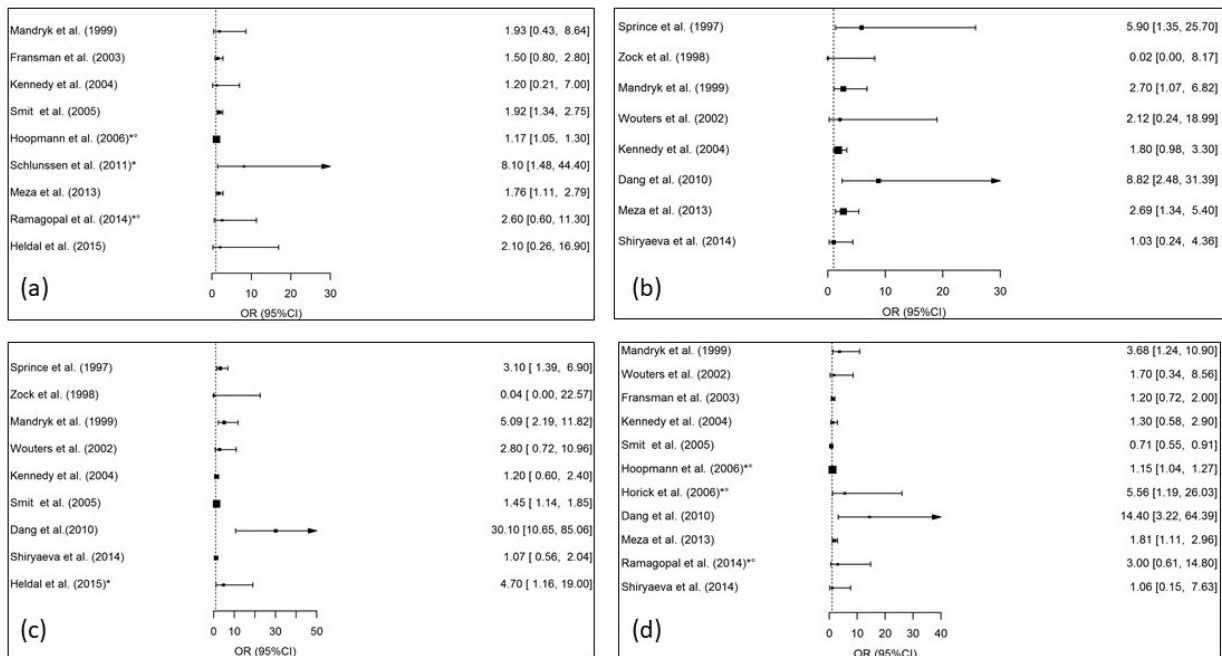 Mandryk et al. (1999) 1.93 [0.43, 8.64]
Fransman et al. (2003) 1.50 [0.80, 2.80]
Kennedy et al. (2004) 1.20 [0.21, 7.00]
Smit et al. (2005) 1.92 [1.34, 2.75]
Hoopmann et al. (2006)*° 1.17 [1.05, 1.30]
Schlunssen et al. (2011)* 8.10 [1.48, 44.40]
Meza et al. (2013) 1.76 [1.11, 2.79]
Ramagopal et al. (2014)*° 2.60 [0.60, 11.30]
Heldal et al. (2015) 2.10 [0.26, 16.90]
0 10 20 30
OR (95%CI)
(a)
Sprince et al. (1997) 5.90 [1.35, 25.70]
Zock et al. (1998) 0.02 [0.00, 8.17]
Mandryk et al. (1999) 2.70 [1.07, 6.82]
Wouters et al. (2002) 2.12 [0.24, 18.99]
Kennedy et al. (2004) 1.80 [0.98, 3.30]
Dang et al. (2010) 8.82 [2.48, 31.39]
Meza et al. (2013) 2.69 [1.34, 5.40]
Shiryaeva et al. (2014) 1.03 [0.24, 4.36]
0 10 20 30
OR (95%CI)
(b)
Sprince et al. (1997) 3.10 [ 1.39, 6.90]
Zock et al. (1998) 0.04 [ 0.00, 22.57]
Mandryk et al. (1999) 5.09 [ 2.19, 11.82]
Wouters et al. (2002) 2.80 [ 0.72, 10.96]
Kennedy et al. (2004) 1.20 [ 0.60, 2.40]
Smit et al. (2005) 1.45 [ 1.14, 1.85]
Dang et al.(2010) 30.10 [10.65, 85.06]
Shiryaeva et al. (2014) 1.07 [ 0.56, 2.04]
Heldal et al. (2015)* 4.70 [ 1.16, 19.00]
0 10 30 50
OR (95%CI)
(c)
Mandryk et al. (1999) 3.68 [1.24, 10.90]
Wouters et al. (2002) 1.70 [0.34, 8.56]
Fransman et al. (2003) 1.20 [0.72, 2.00]
Kennedy et al. (2004) 1.30 [0.58, 2.90]
Smit et al. (2005) 0.71 [0.55, 0.91]
Hoopmann et al. (2006)*° 1.15 [1.04, 1.27]
Horick et al. (2006)*° 5.56 [1.19, 26.03]
Dang et al. (2010) 14.40 [3.22, 64.39]
Meza et al. (2013) 1.81 [1.11, 2.96]
Ramagopal et al. (2014)*° 3.00 [0.61, 14.80]
Shiryaeva et al. (2014) 1.06 [0.15, 7.63]
0 10 20 30 40
OR (95%CI)
(d)